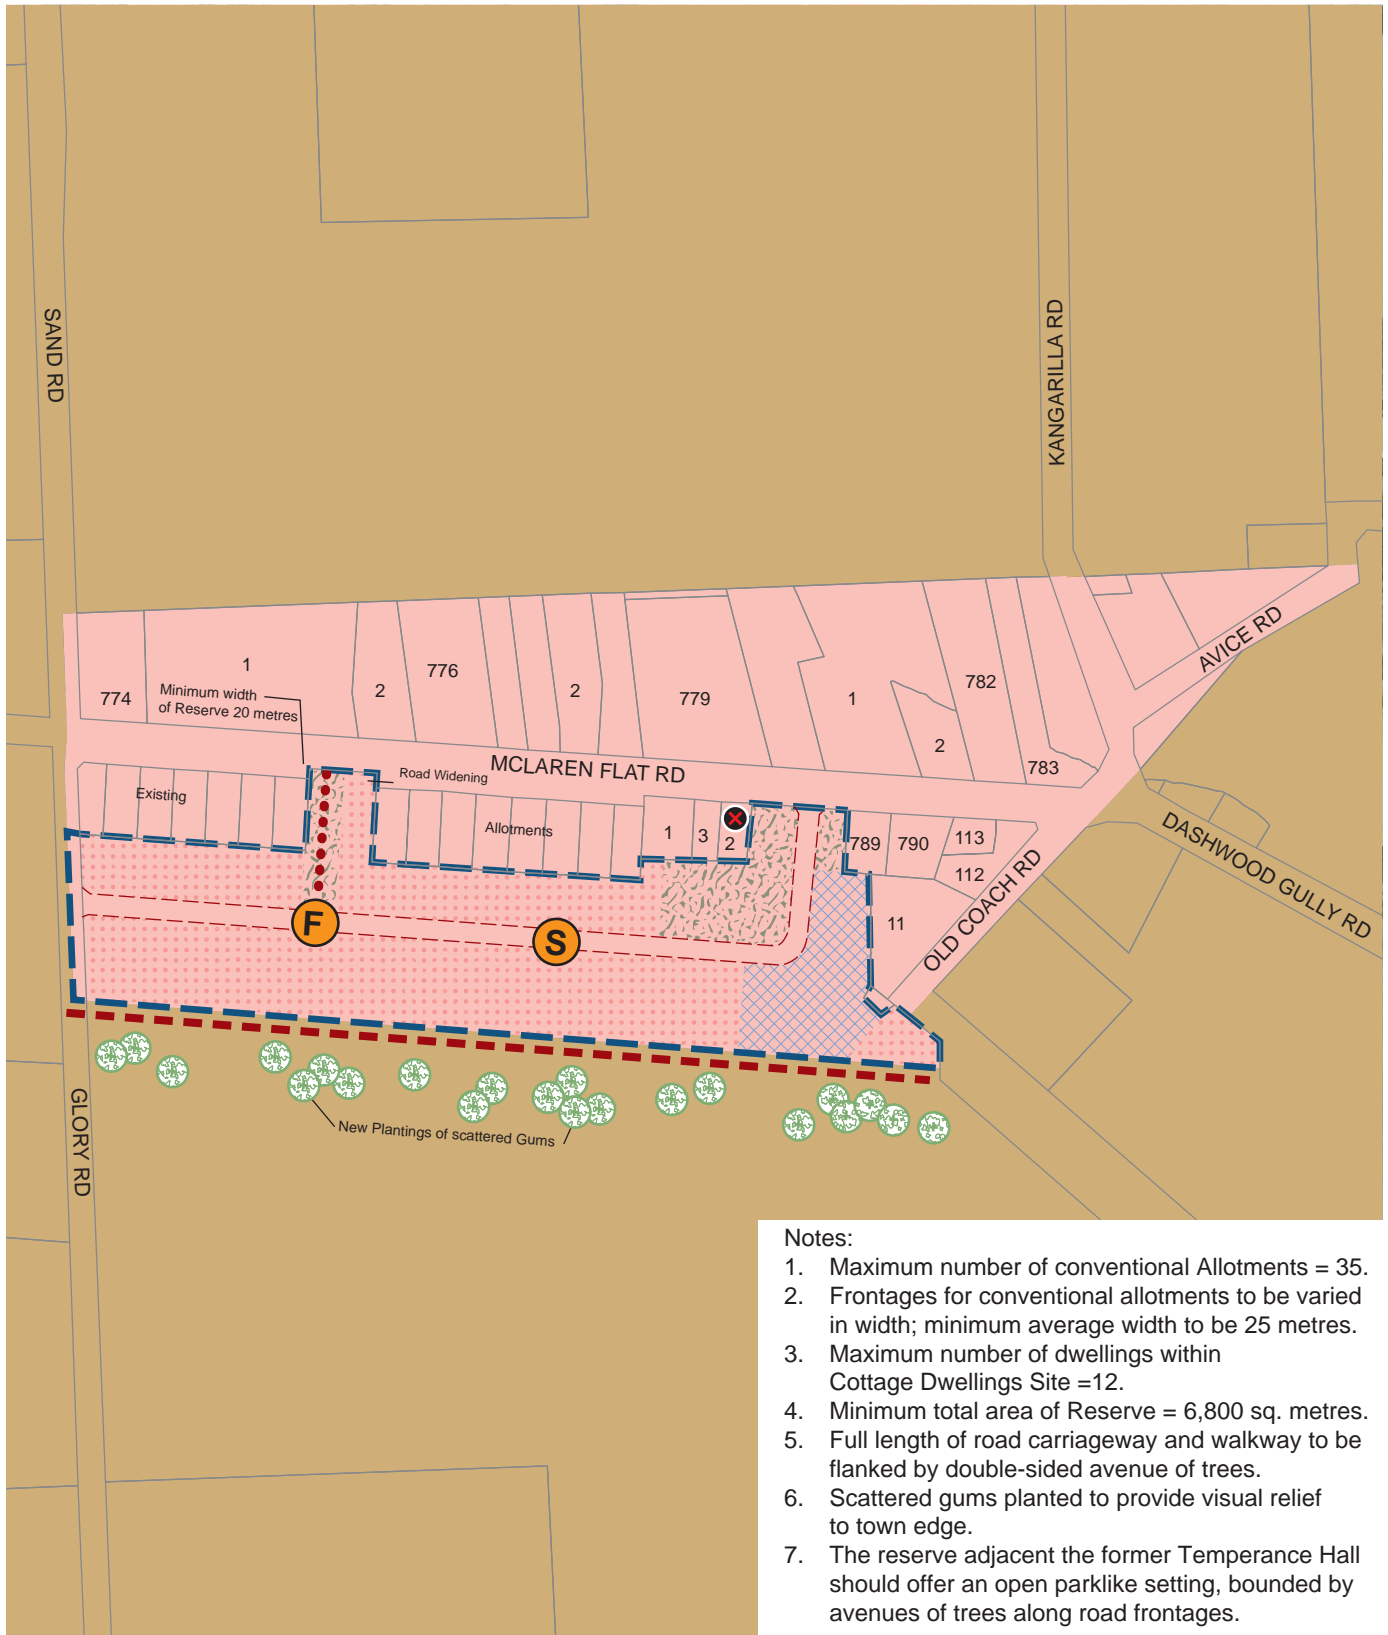 SAND RD
KANGARILLA RD
AVICE RD
1
782
776
2
2
779
1
774
Minimum width
of Reserve 20 metres
2
783
MCLAREN FLAT RD
Road Widening
Existing
Allotments
1
3
2
789
790
113
112
DASHWOOD GULLY RD
OLD COACH RD
11
F
S
GLORY RD
New Plantings of scattered Gums
Notes:
1. Maximum number of conventional Allotments = 35.
2. Frontages for conventional allotments to be varied
in width; minimum average width to be 25 metres.
3. Maximum number of dwellings within
Cottage Dwellings Site =12.
4. Minimum total area of Reserve = 6,800 sq. metres.
5. Full length of road carriageway and walkway to be
flanked by double-sided avenue of trees.
6. Scattered gums planted to provide visual relief
to town edge.
7. The reserve adjacent the former Temperance Hall
should offer an open parklike setting, bounded by
avenues of trees along road frontages.